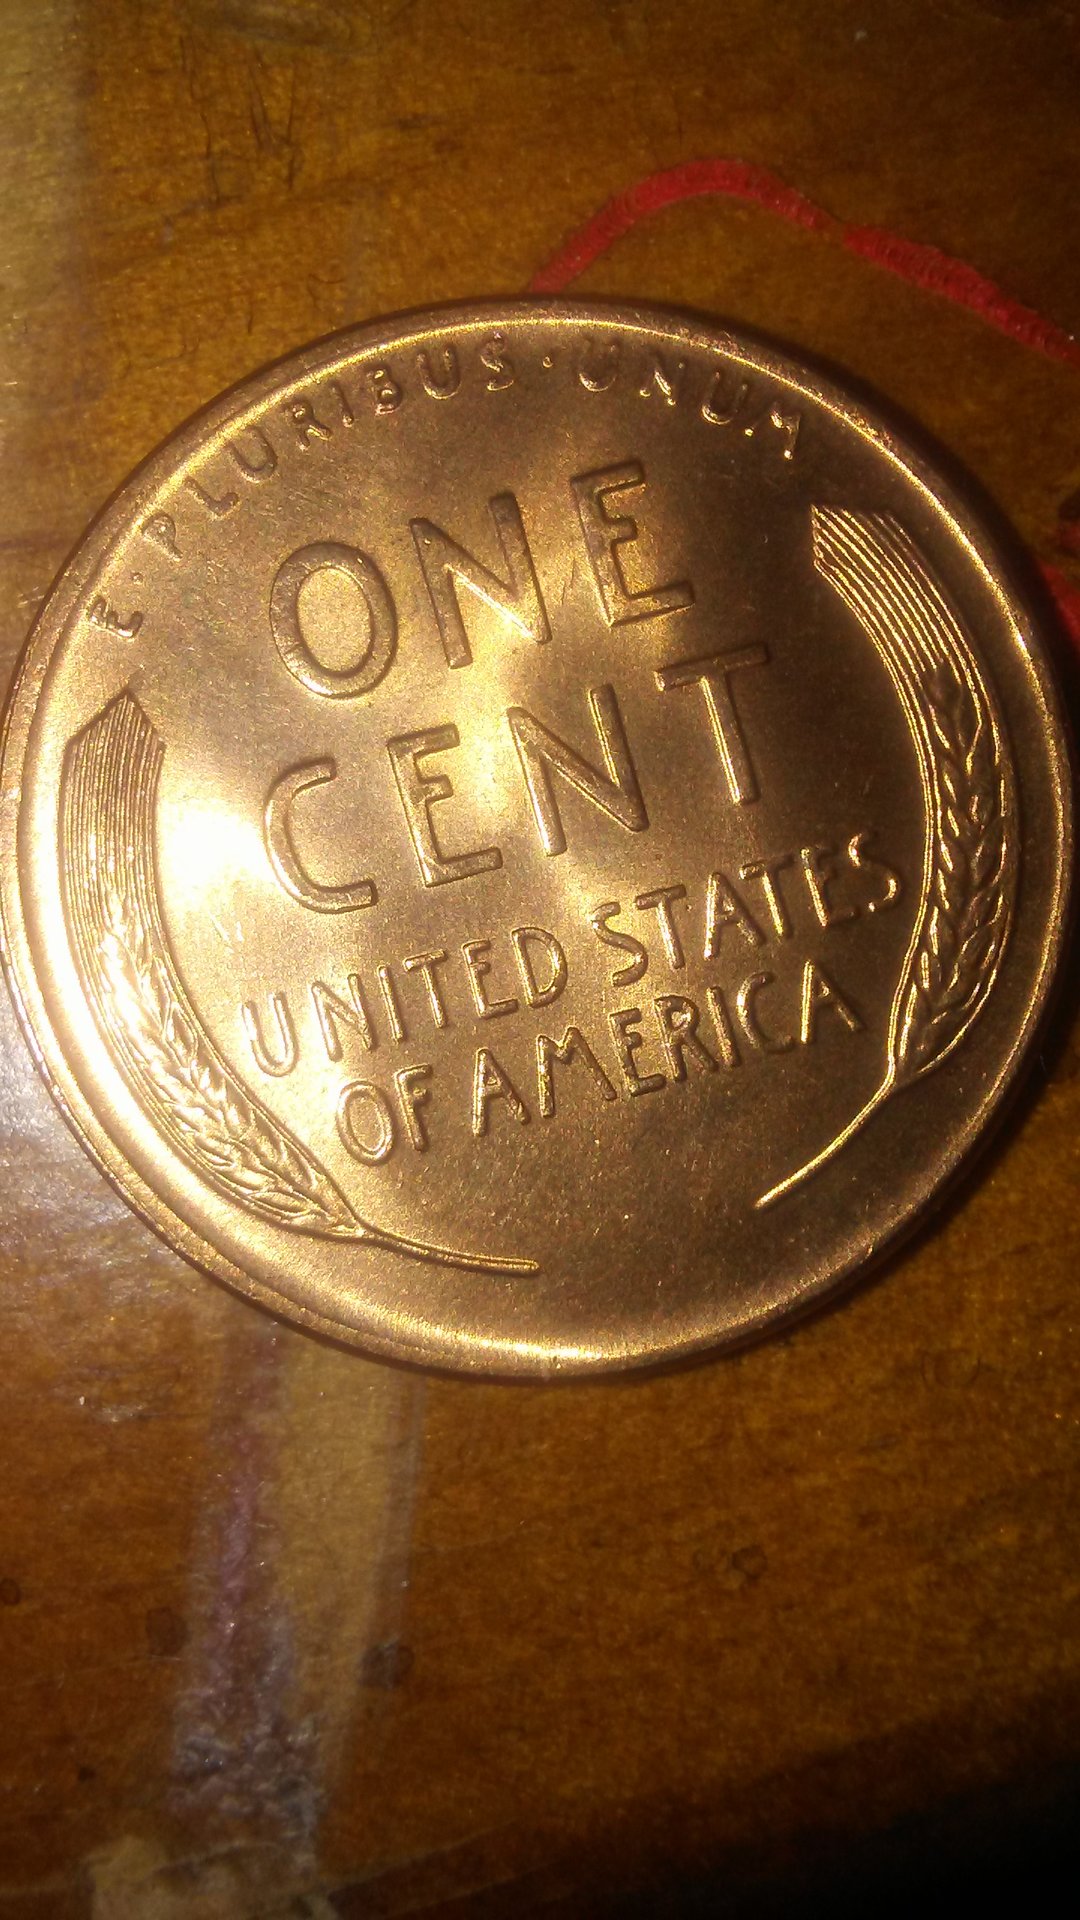 E·PLURIBUS·UNUM
ONE
CENT
UNITED STATES
OF AMERICA